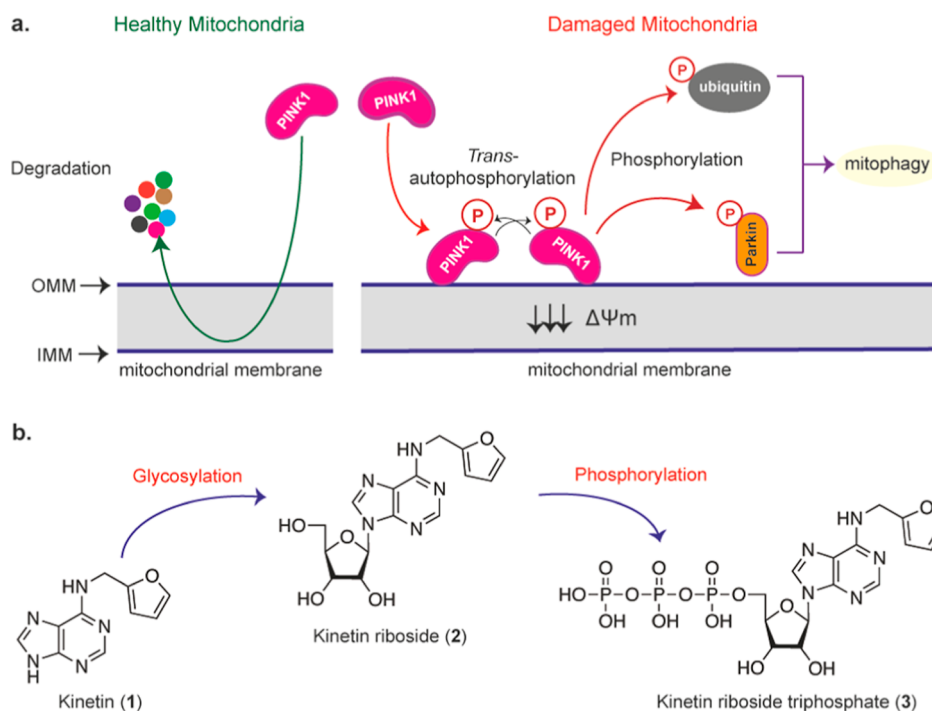 a.
Healthy Mitochondria
Damaged Mitochondria
PINK1
PINK1
P
ubiquitin
Degradation
Trans-
autophosphorylation
Phosphorylation
mitophagy
P
P
P
PINK1
PINK1
Parkin
OMM
ΔΨm
IMM
mitochondrial membrane
mitochondrial membrane
b.
Glycosylation
Phosphorylation
HN
O
N
N
N
N
H
Kinetin (1)
HN
O
N
N
N
N
HO
O
HO
OH
Kinetin riboside (2)
HN
O
N
N
N
N
O
O
O
HO-P-O-P-O-P-O
OH
OH
OH
O
HO
OH
Kinetin riboside triphosphate (3)